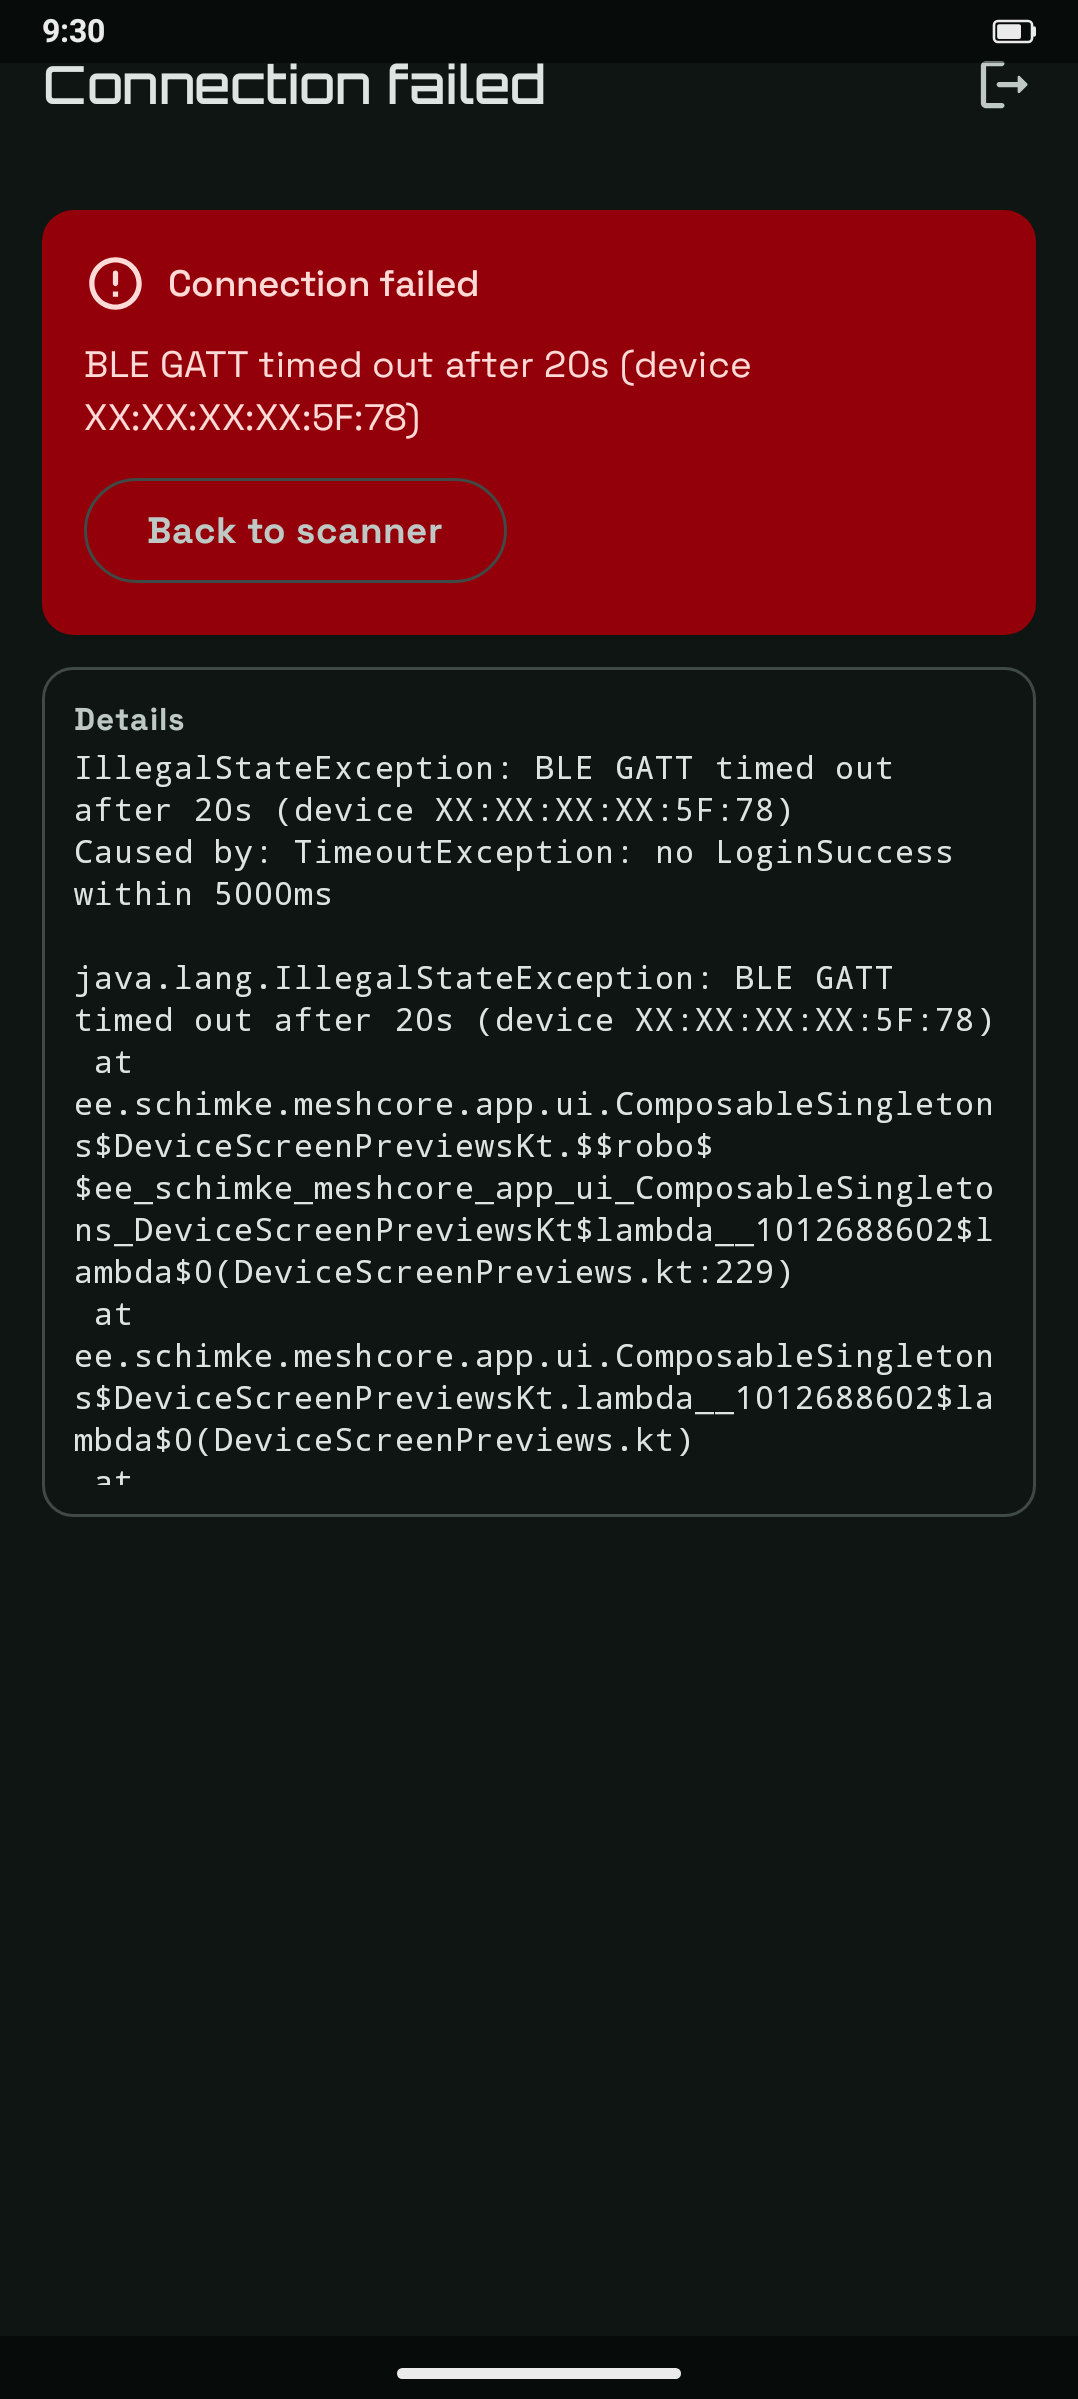 9:30
Connection failed
Connection failed
BLE GATT timed out after 20s (device
XX:XX:XX:XX:5F:78)
Back to scanner
Details
IllegalStateException: BLE GATT timed out
after 20s (device XX:XX:XX:XX:5F:78)
Caused by: TimeoutException: no LoginSuccess
within 5000ms
java.lang.IllegalStateException: BLE GATT
timed out after 20s (device XX:XX:XX:XX:5F:78)
at
ee.schimke.meshcore.app.ui.ComposableSingleton
s$DeviceScreenPreviewsKt.$$robo$
$ee_schimke_meshcore_app_ui_ComposableSingleto
ns_DeviceScreenPreviewsKt$lambda__1012688602$l
ambda$0(DeviceScreenPreviews.kt:229)
at
ee.schimke.meshcore.app.ui.ComposableSingleton
s$DeviceScreenPreviewsKt.lambda__1012688602$la
mbda$0(DeviceScreenPreviews.kt)
at